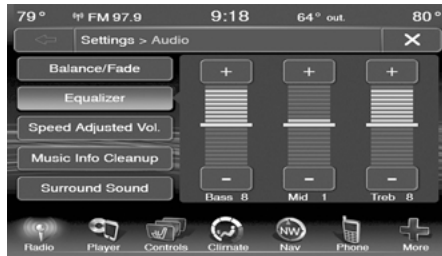 79° FM 97.9 9:18 64° out. 80°
Settings > Audio
Balance/Fade
Equalizer
Speed Adjusted Vol.
Music Info Cleanup
Surround Sound
+ + +
- - -
Bass 8 Mid 1 Treb 8
NW
Radio Player Controls Climate Nav Phone More